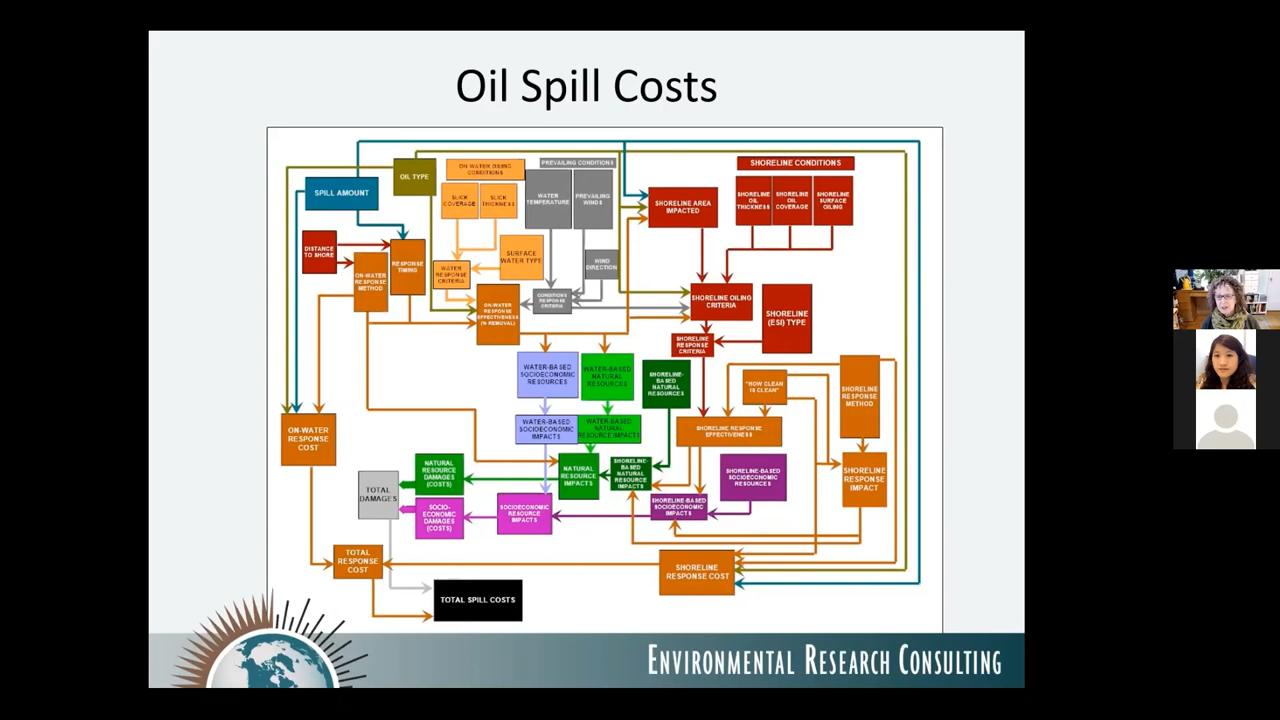 Oil Spill Costs
SPILL AMOUNT
OIL TYPE
ON-WATER OILING
CONDITIONS
SLICK
COVERAGE
SLICK
THICKNESS
PREVAILING CONDITIONS
WATER
TEMPERATURE
PREVAILING
WINDS
SHORELINE AREA
IMPACTED
SHORELINE CONDITIONS
SHORELINE
OIL
THICKNESS
SHORELINE
OIL
COVERAGE
SHORELINE
SURFACE
OILING
DISTANCE
TO SHORE
ON-WATER
RESPONSE
METHOD
RESPONSE
TIMING
WATER
RESPONSE
CRITERIA
SURFACE
WATER TYPE
WIND
DIRECTION
ON-WATER
RESPONSE
EFFECTIVENESS
(% REMOVAL)
CONDITIONS
RESPONSE
CRITERIA
SHORELINE OILING
CRITERIA
SHORELINE
(ESI) TYPE
SHORELINE
RESPONSE
CRITERIA
WATER-BASED
SOCIOECONOMIC
RESOURCES
WATER-BASED
NATURAL
RESOURCES
SHORELINE-
BASED
NATURAL
RESOURCES
"HOW CLEAN
IS CLEAN"
SHORELINE
RESPONSE
METHOD
ON-WATER
RESPONSE
COST
WATER-BASED
SOCIOECONOMIC
IMPACTS
WATER-BASED
NATURAL
RESOURCE IMPACTS
SHORELINE RESPONSE
EFFECTIVENESS
TOTAL
DAMAGES
NATURAL
RESOURCE
DAMAGES
(COSTS)
NATURAL
RESOURCE
IMPACTS
SHORELINE-
BASED
NATURAL
RESOURCE
IMPACTS
SHORELINE-BASED
SOCIOECONOMIC
RESOURCES
SHORELINE
RESPONSE
IMPACT
SOCIO-
ECONOMIC
DAMAGES
(COSTS)
SOCIOECONOMIC
RESOURCE
IMPACTS
SHORELINE-BASED
SOCIOECONOMIC
IMPACTS
TOTAL
RESPONSE
COST
SHORELINE
RESPONSE COST
TOTAL SPILL COSTS
ENVIRONMENTAL RESEARCH CONSULTING